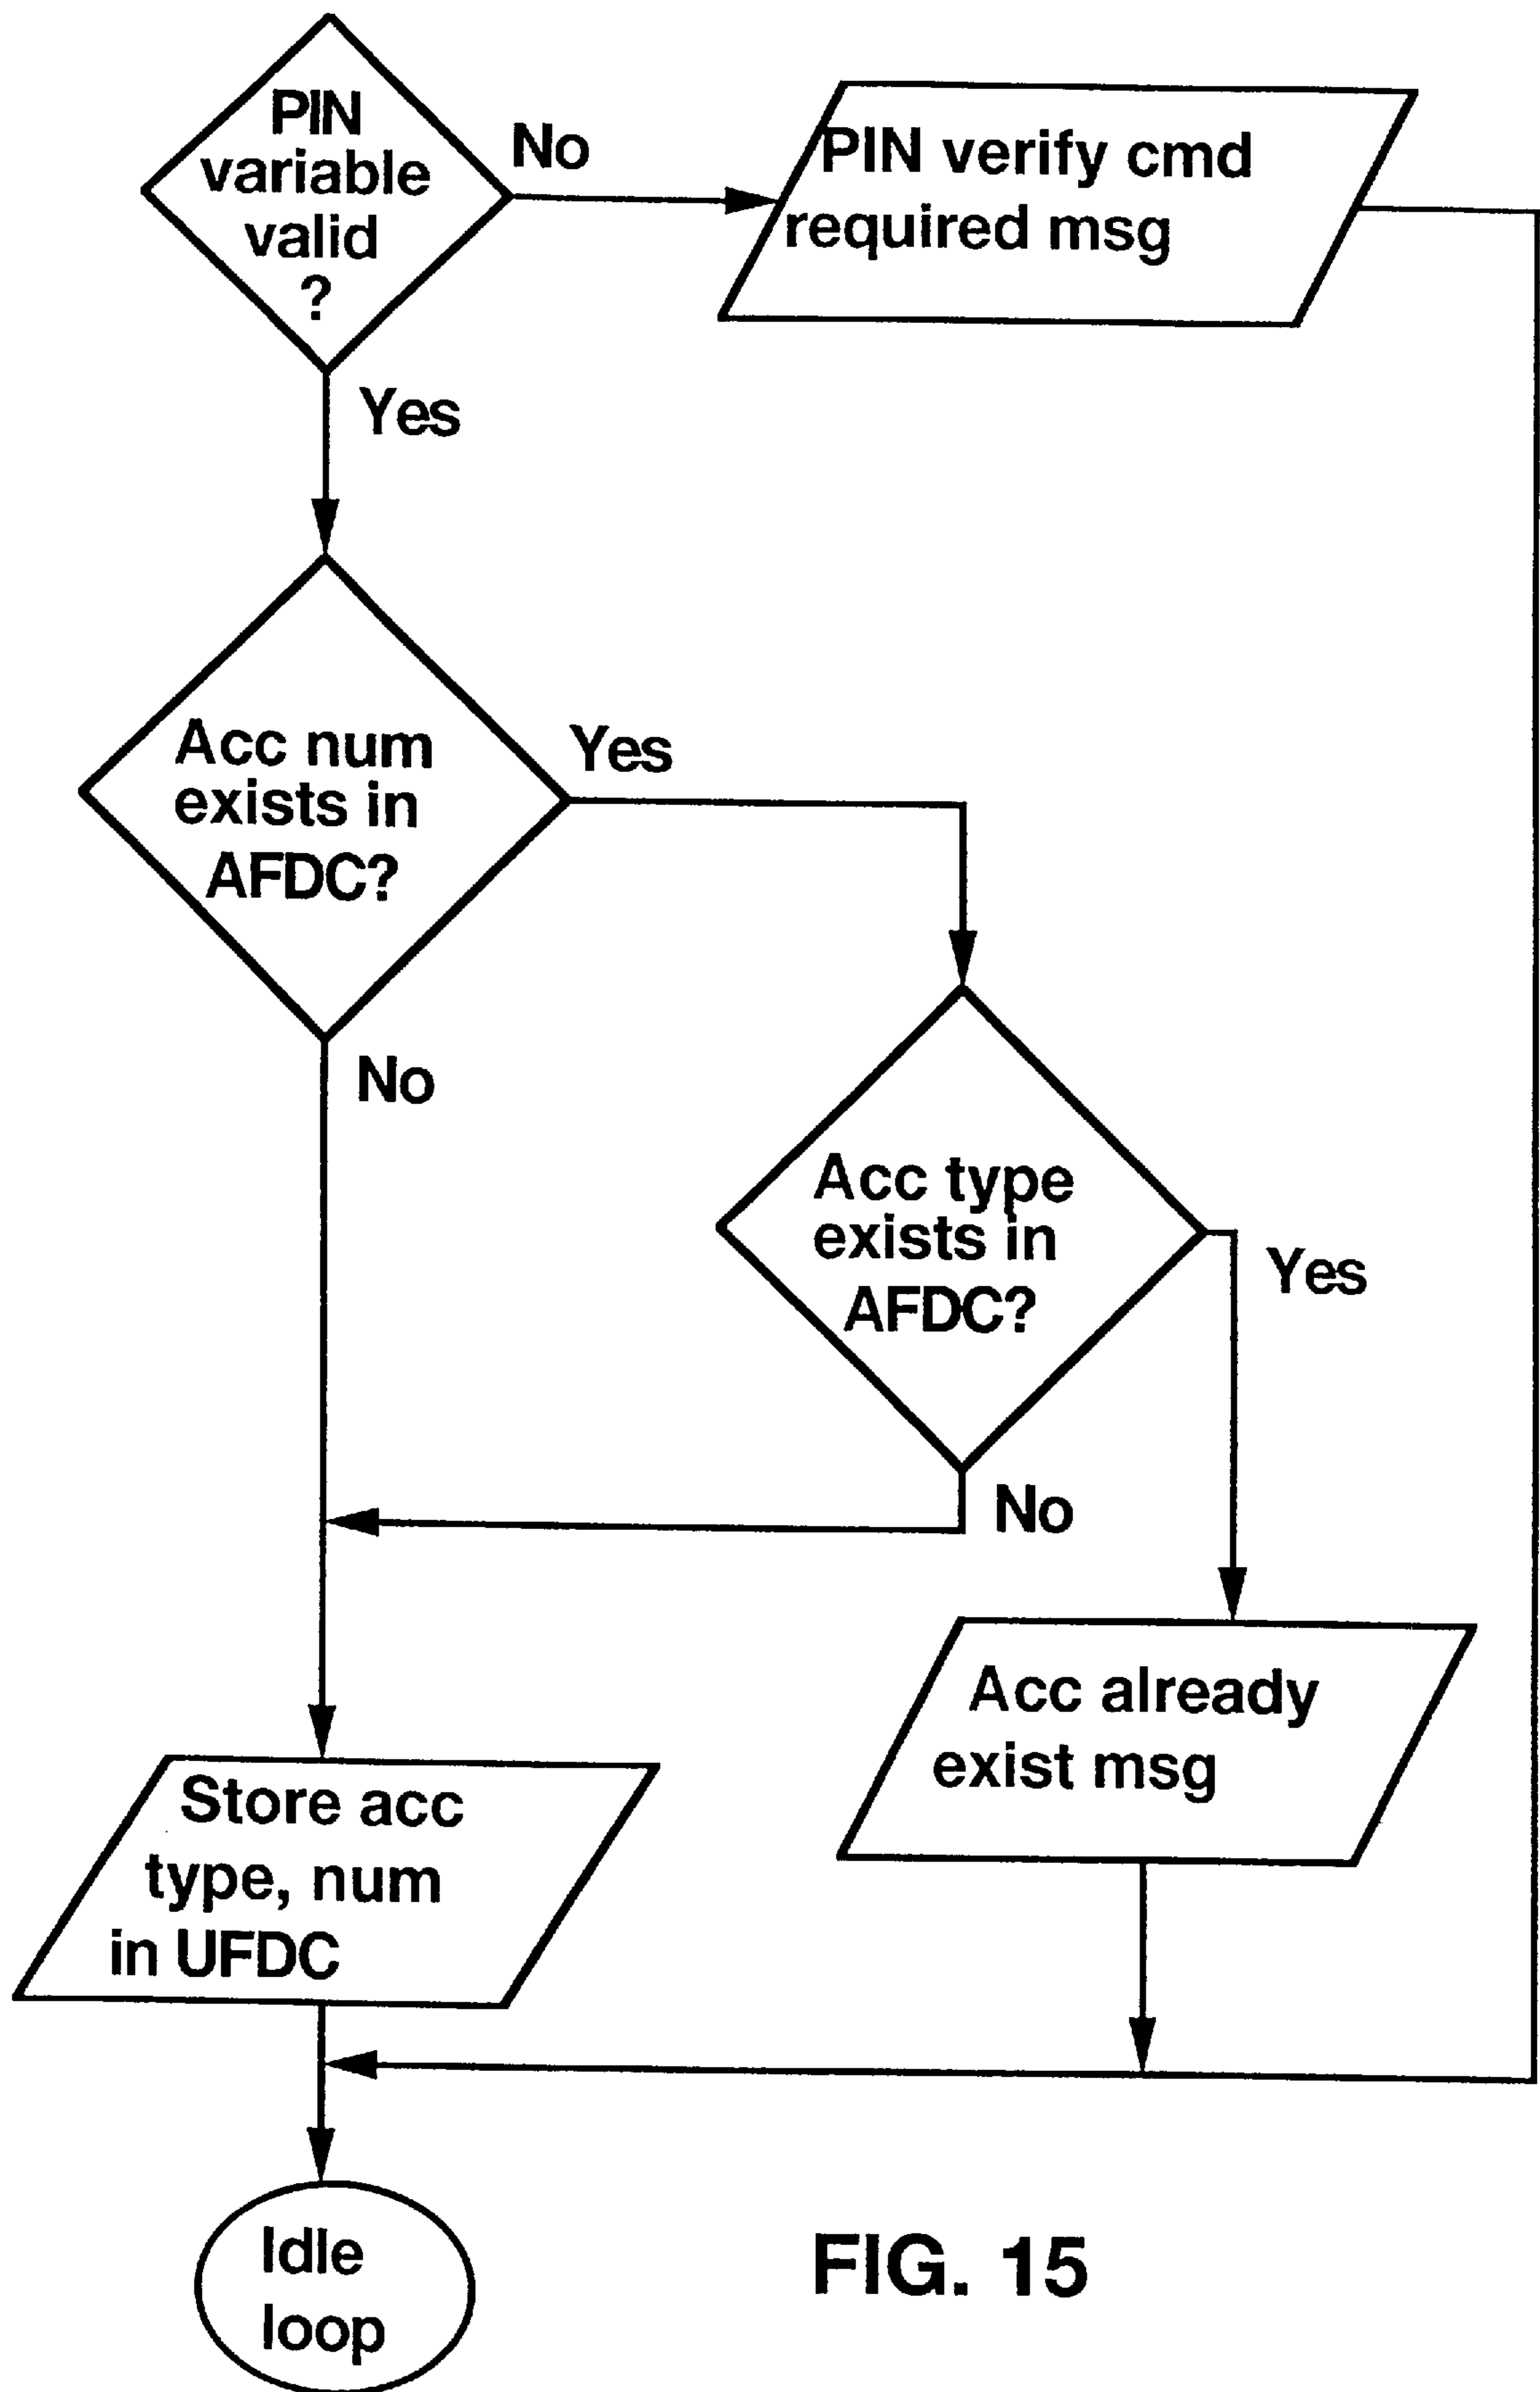 PIN
variable
valid
?
No
PIN verify cmd
required msg
Yes
Acc num
exists in
AFDC?
Yes
No
Acc type
exists in
AFDC?
Yes
No
Acc already
exist msg
Store acc
type, num
in UFDC
Idle
loop
FIG. 15